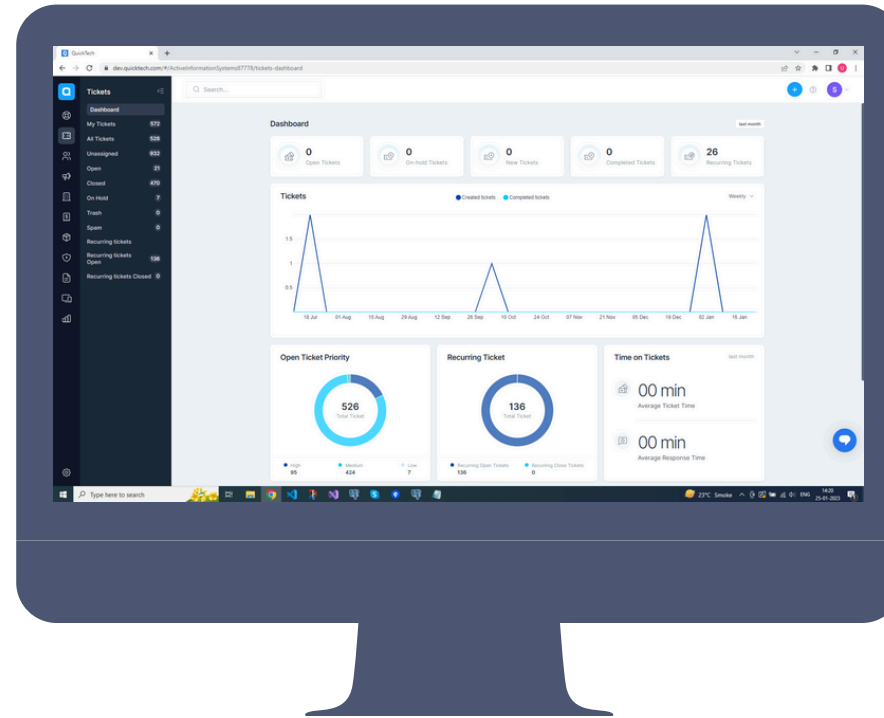 QuickTech
dev.quicktech.com/#/ActiveInformationSystems87778/tickets-dashboard
Tickets
Search...
S
Dashboard
My Tickets 572
All Tickets 526
Unassigned 932
Open 21
Closed 470
On Hold 7
Trash 0
Spam 0
Recurring tickets
Recurring tickets
Open 136
Recurring tickets Closed 0
Dashboard
last month
0
Open Tickets
0
On-hold Tickets
0
New Tickets
0
Completed Tickets
26
Recurring Tickets
Tickets
Created tickets Completed tickets
Weekly
1.5
1
0.5
18 Jul 01 Aug 15 Aug 29 Aug 12 Sep 26 Sep 10 Oct 24 Oct 07 Nov 21 Nov 05 Dec 19 Dec 02 Jan 16 Jan
Open Ticket Priority
526
Total Ticket
High Medium Low
95 424 7
Recurring Ticket
136
Total Ticket
Recurring Open Tickets Recurring Close Tickets
136 0
Time on Tickets
last month
00 min
Average Ticket Time
00 min
Average Response Time
Type here to search
23°C Smoke
ENG
14:20
25-01-2023